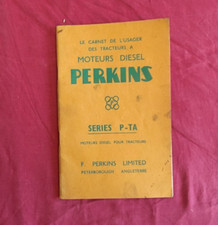 LE CARNET DE L'USAGER
DES TRACTEURS A
MOTEURS DIESEL
PERKINS
SERIES P-TA
(MOTEURS DIESEL POUR TRACTEURS)
F. PERKINS LIMITED
PETERBOROUGH ANGLETERRE